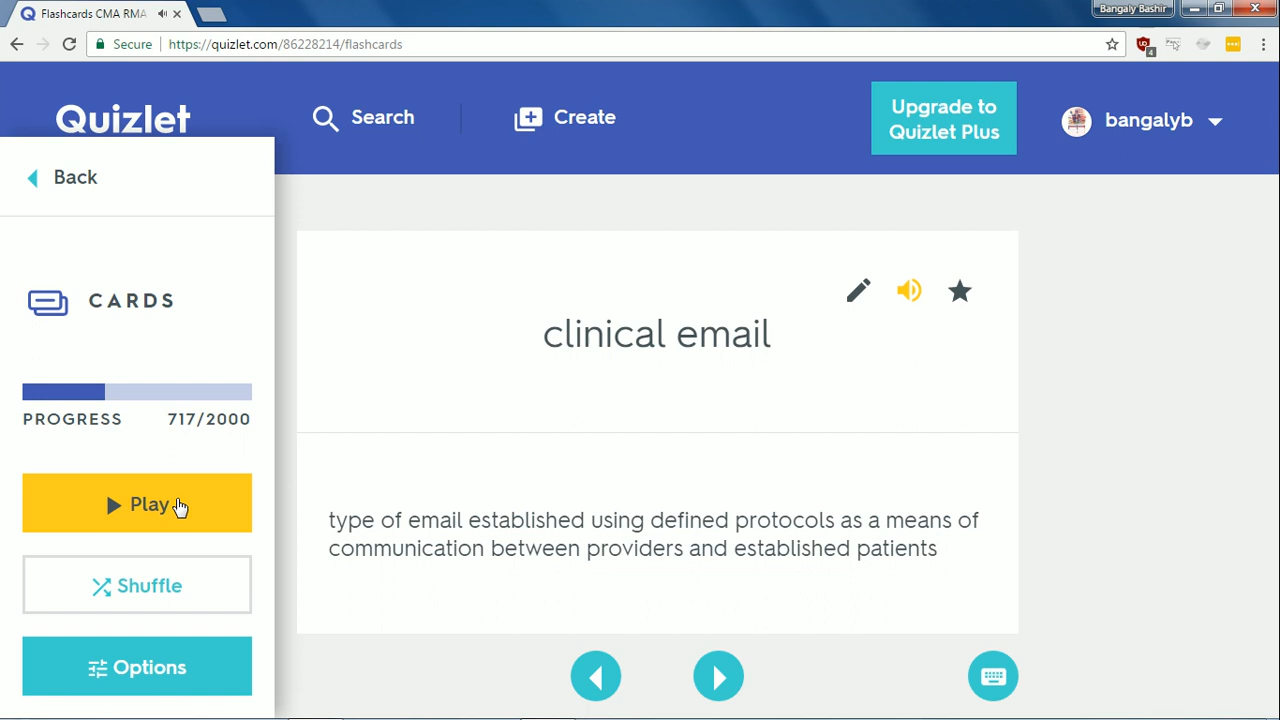 Flashcards CMA RMA
Bangaly Bashir
Secure
https://quizlet.com/86228214/flashcards
4
Quizlet
Search
Create
Upgrade to
Quizlet Plus
bangalyb
Back
CARDS
PROGRESS 717/2000
Play
Shuffle
Options
clinical email
type of email established using defined protocols as a means of
communication between providers and established patients